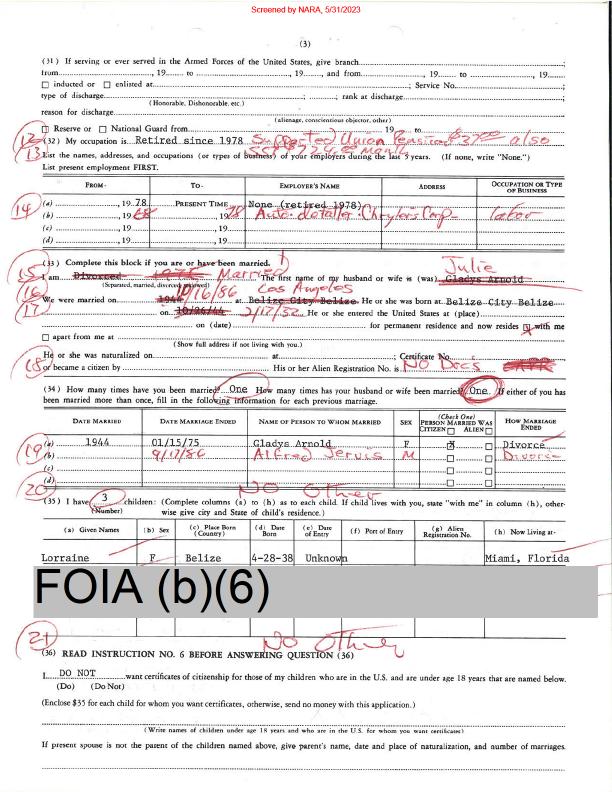 Screened by NARA, 5/31/2023
(3)
(31) If serving or ever served in the Armed Forces of the United States, give branch
from, 19 to, 19, and from, 19 to, 19
☐ inducted or ☐ enlisted at; Service No.
type of discharge; rank at discharge
(Honorable, Dishonorable, etc.)
reason for discharge
(alienage, conscientious objector, other)
☐ Reserve or ☐ National Guard from 19 to
12 (32) My occupation is Retired since 1978 Supported Union Pension $3700 also
13 List the names, addresses, and occupations (or types of business) of your employers during the last 5 years. (If none, write "None.")
List present employment FIRST.
FROM- TO- EMPLOYER'S NAME ADDRESS OCCUPATION OR TYPE OF BUSINESS
14 (a), 19 78 PRESENT TIME None (retired 1978)
(b), 19 68, 19 78 Auto detailer Chrylers Corp- labor
(c), 19, 19
(d), 19, 19
15 (33) Complete this block if you are or have been married. Julie
I am Divorced 1975 Married The first name of my husband or wife is (was) Gladys Arnold
(Separated, married, divorced, widowed)
16 10/16/86 Los Angelos
We were married on 1944 at Belize City Belize. He or she was born at Belize City Belize
17 on 10/26/44 2/17/32 He or she entered the United States at (place)
on (date) for permanent residence and now resides ☒ with me
☐ apart from me at
(Show full address if not living with you.)
He or she was naturalized on at; Certificate No.
18 or became a citizen by His or her Alien Registration No. is NO Docs
(34) How many times have you been married? One How many times has your husband or wife been married? One If either of you has
been married more than once, fill in the following information for each previous marriage.
DATE MARRIED DATE MARRIAGE ENDED NAME OF PERSON TO WHOM MARRIED SEX (Check One) PERSON MARRIED WAS CITIZEN ☐ ALIEN ☐ HOW MARRIAGE ENDED
19 (a) 1944 01/15/75 Gladys Arnold F ☒ ☐ Divorce
(b) 9/17/86 Alfred Jervis M ☐ ☐ Divorce
(c) ☐ ☐
(d) ☐ ☐
20 NO Other
(35) I have 3 children: (Complete columns (a) to (h) as to each child. If child lives with you, state "with me" in column (h), other-
(Number) wise give city and State of child's residence.)
(a) Given Names (b) Sex (c) Place Born (Country) (d) Date Born (e) Date of Entry (f) Port of Entry (g) Alien Registration No. (h) Now Living at-
Lorraine F Belize 4-28-38 Unknown Miami, Florida
FOIA (b)(6)
21 NO Other
(36) READ INSTRUCTION NO. 6 BEFORE ANSWERING QUESTION (36)
I DO NOT want certificates of citizenship for those of my children who are in the U.S. and are under age 18 years that are named below.
(Do) (Do Not)
(Enclose $35 for each child for whom you want certificates, otherwise, send no money with this application.)
(Write names of children under age 18 years and who are in the U.S. for whom you want certificates)
If present spouse is not the parent of the children named above, give parent's name, date and place of naturalization, and number of marriages.